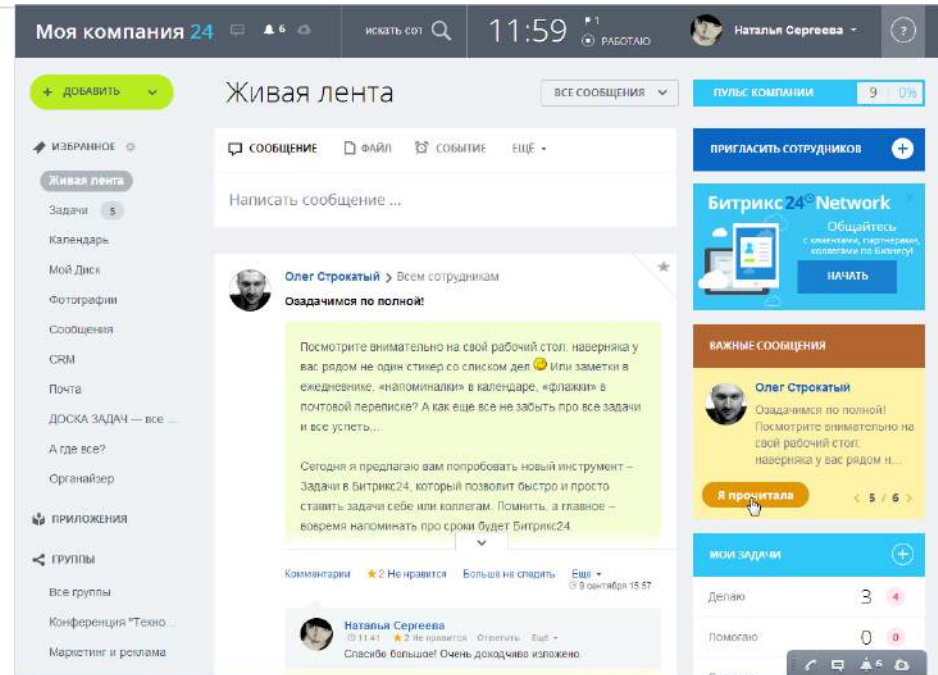 Моя компания 24
6
искать сот
11:59
1
РАБОТАЮ
Наталья Сергеева
?
+ ДОБАВИТЬ
ИЗБРАННОЕ
Живая лента
Задачи 5
Календарь
Мой Диск
Фотографии
Сообщения
CRM
Почта
ДОСКА ЗАДАЧ — все ...
А где все?
Органайзер
ПРИЛОЖЕНИЯ
ГРУППЫ
Все группы
Конференция "Техно...
Маркетинг и реклама
Живая лента
ВСЕ СООБЩЕНИЯ
СООБЩЕНИЕ ФАЙЛ СОБЫТИЕ ЕЩЁ
Написать сообщение ...
Олег Строкатый > Всем сотрудникам
Озадачимся по полной!
Посмотрите внимательно на свой рабочий стол: наверняка у
вас рядом не один стикер со списком дел Или заметки в
ежедневнике, «напоминалки» в календаре, «флажки» в
почтовой переписке? А как еще все не забыть про все задачи
и все успеть...
Сегодня я предлагаю вам попробовать новый инструмент –
Задачи в Битрикс24, который позволит быстро и просто
ставить задачи себе или коллегам. Помнить, а главное –
вовремя напоминать про сроки будет Битрикс24.
Комментарии 2 Не нравится Больше не следить Еще
9 сентября 15:57
Наталья Сергеева
11:41 2 Не нравится Ответить Ещё
Спасибо большое! Очень доходчиво изложено.
ПУЛЬС КОМПАНИИ 9 0%
ПРИГЛАСИТЬ СОТРУДНИКОВ +
Битрикс24 Network
Общайтесь
с клиентами, партнерами,
коллегами по бизнесу!
НАЧАТЬ
ВАЖНЫЕ СООБЩЕНИЯ
Олег Строкатый
Озадачимся по полной!
Посмотрите внимательно на
свой рабочий стол:
наверняка у вас рядом н...
Я прочитала
< 5 / 6 >
МОИ ЗАДАЧИ +
Делаю 3 4
Помогаю 0 0
6